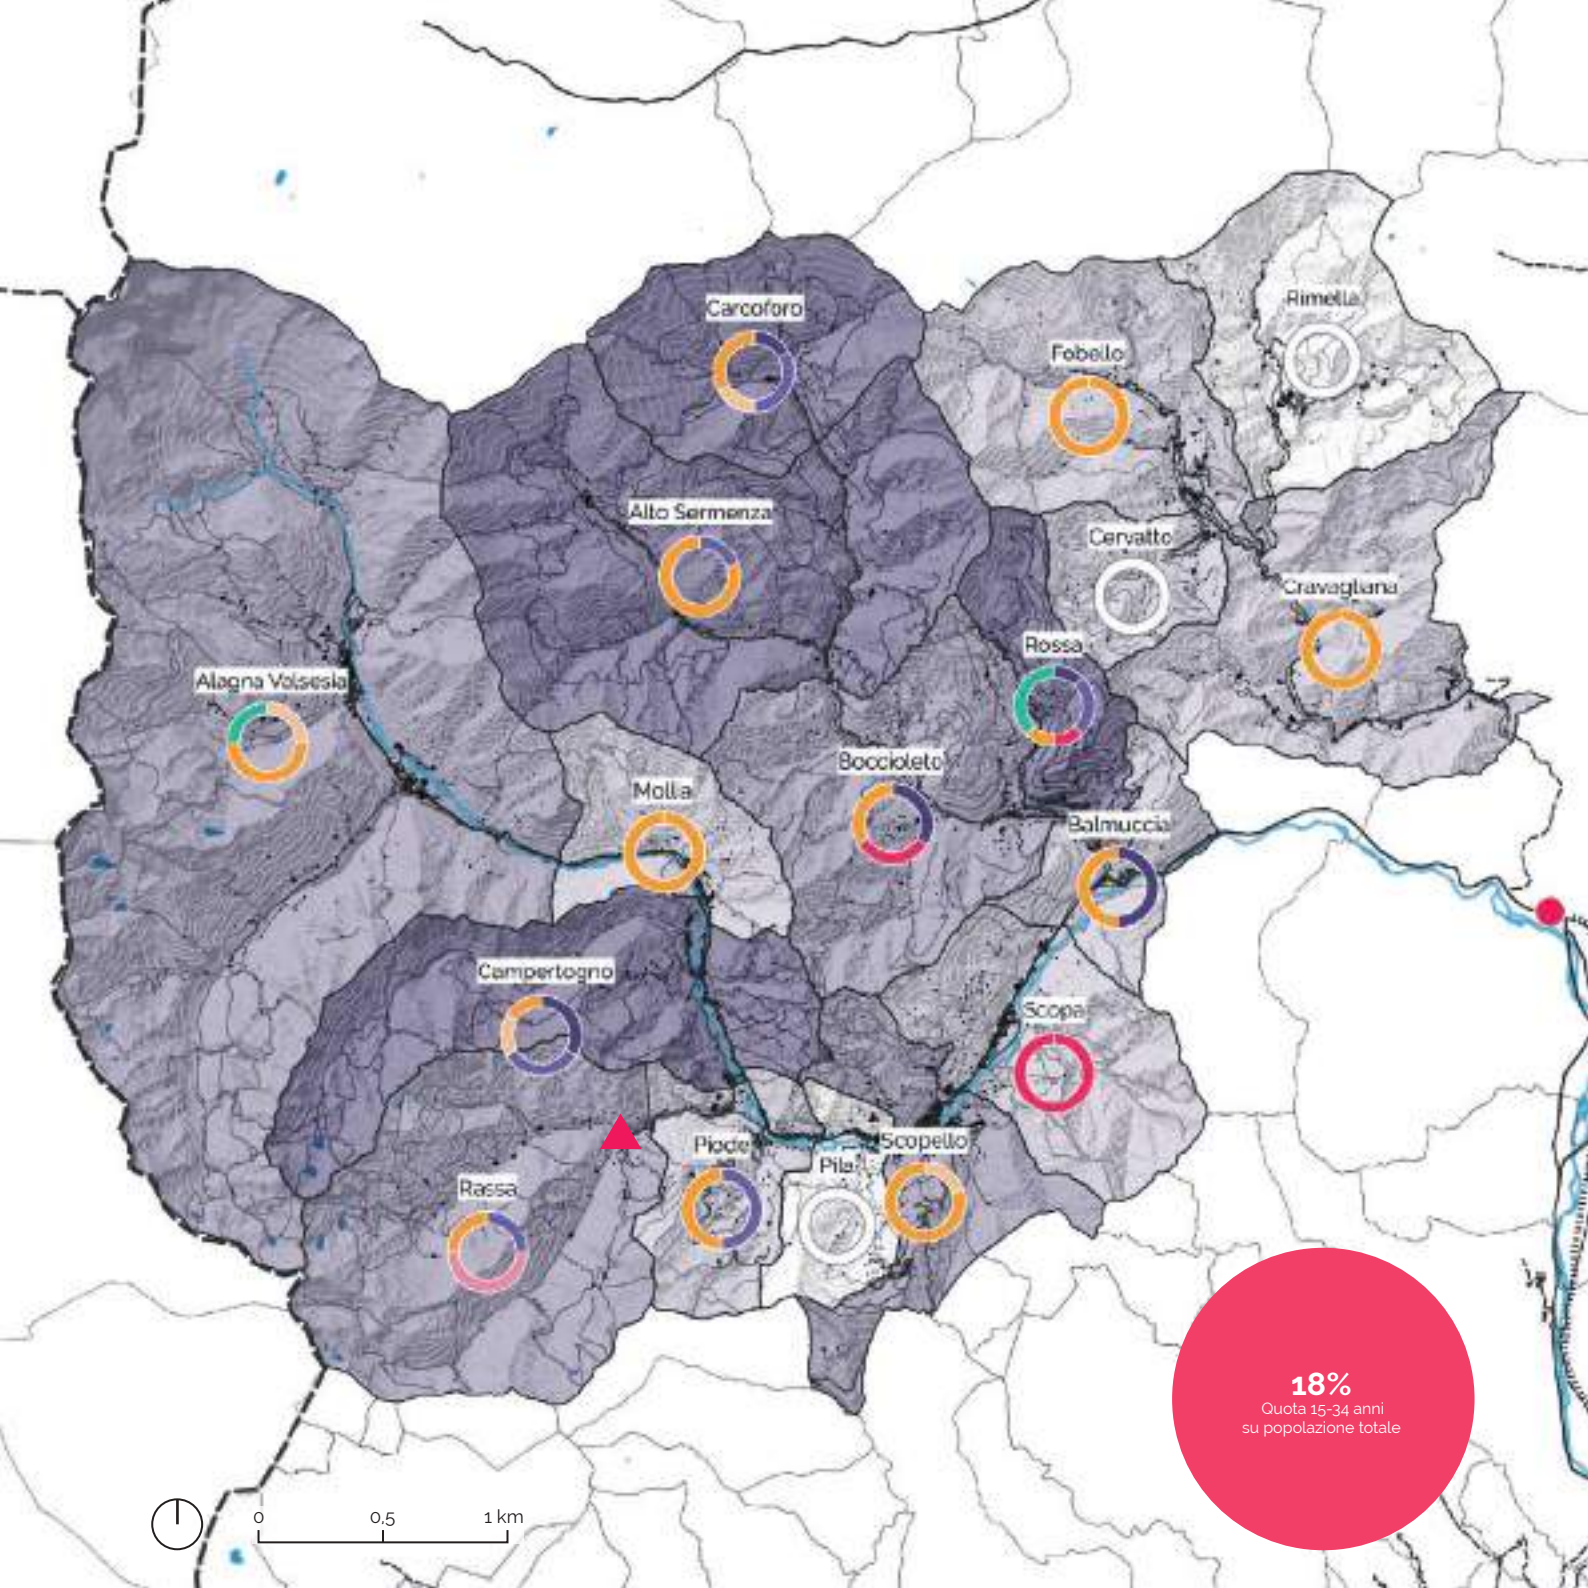 Rimella
Carcoforo
Fobello
Alto Sermenza
Cervatto
Cravagliana
Rossa
Alagna Valsesia
Boccioleto
Mollia
Balmuccia
Campertogno
Scopa
Piode
Scopello
Pila
Rassa
18%
Quota 15-34 anni
su popolazione totale
0 0,5 1 km